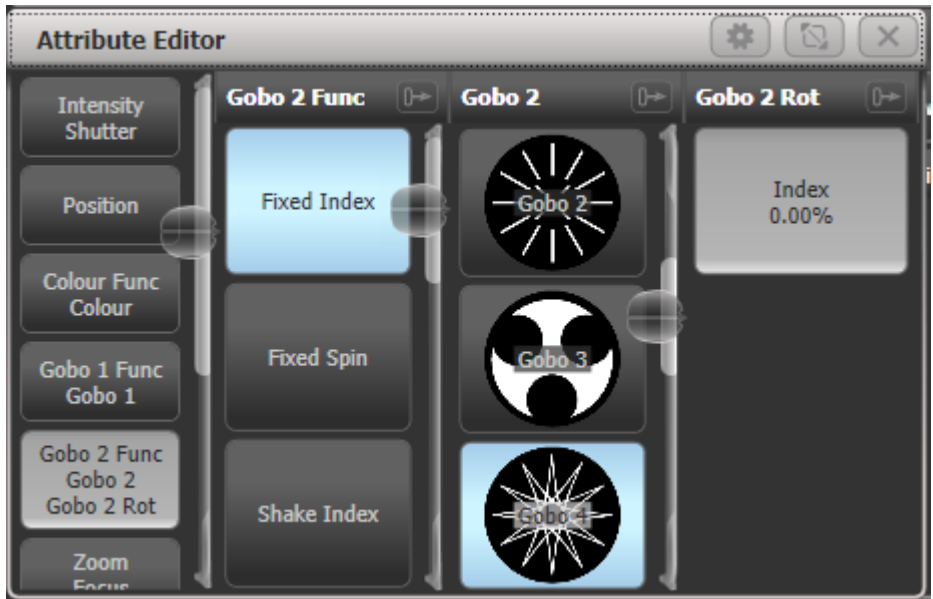 Attribute Editor
Intensity
Shutter
Position
Colour Func
Colour
Gobo 1 Func
Gobo 1
Gobo 2 Func
Gobo 2
Gobo 2 Rot
Zoom
Focus
Gobo 2 Func
Fixed Index
Fixed Spin
Shake Index
Gobo 2
Gobo 2
Gobo 3
Gobo 4
Gobo 2 Rot
Index
0.00%